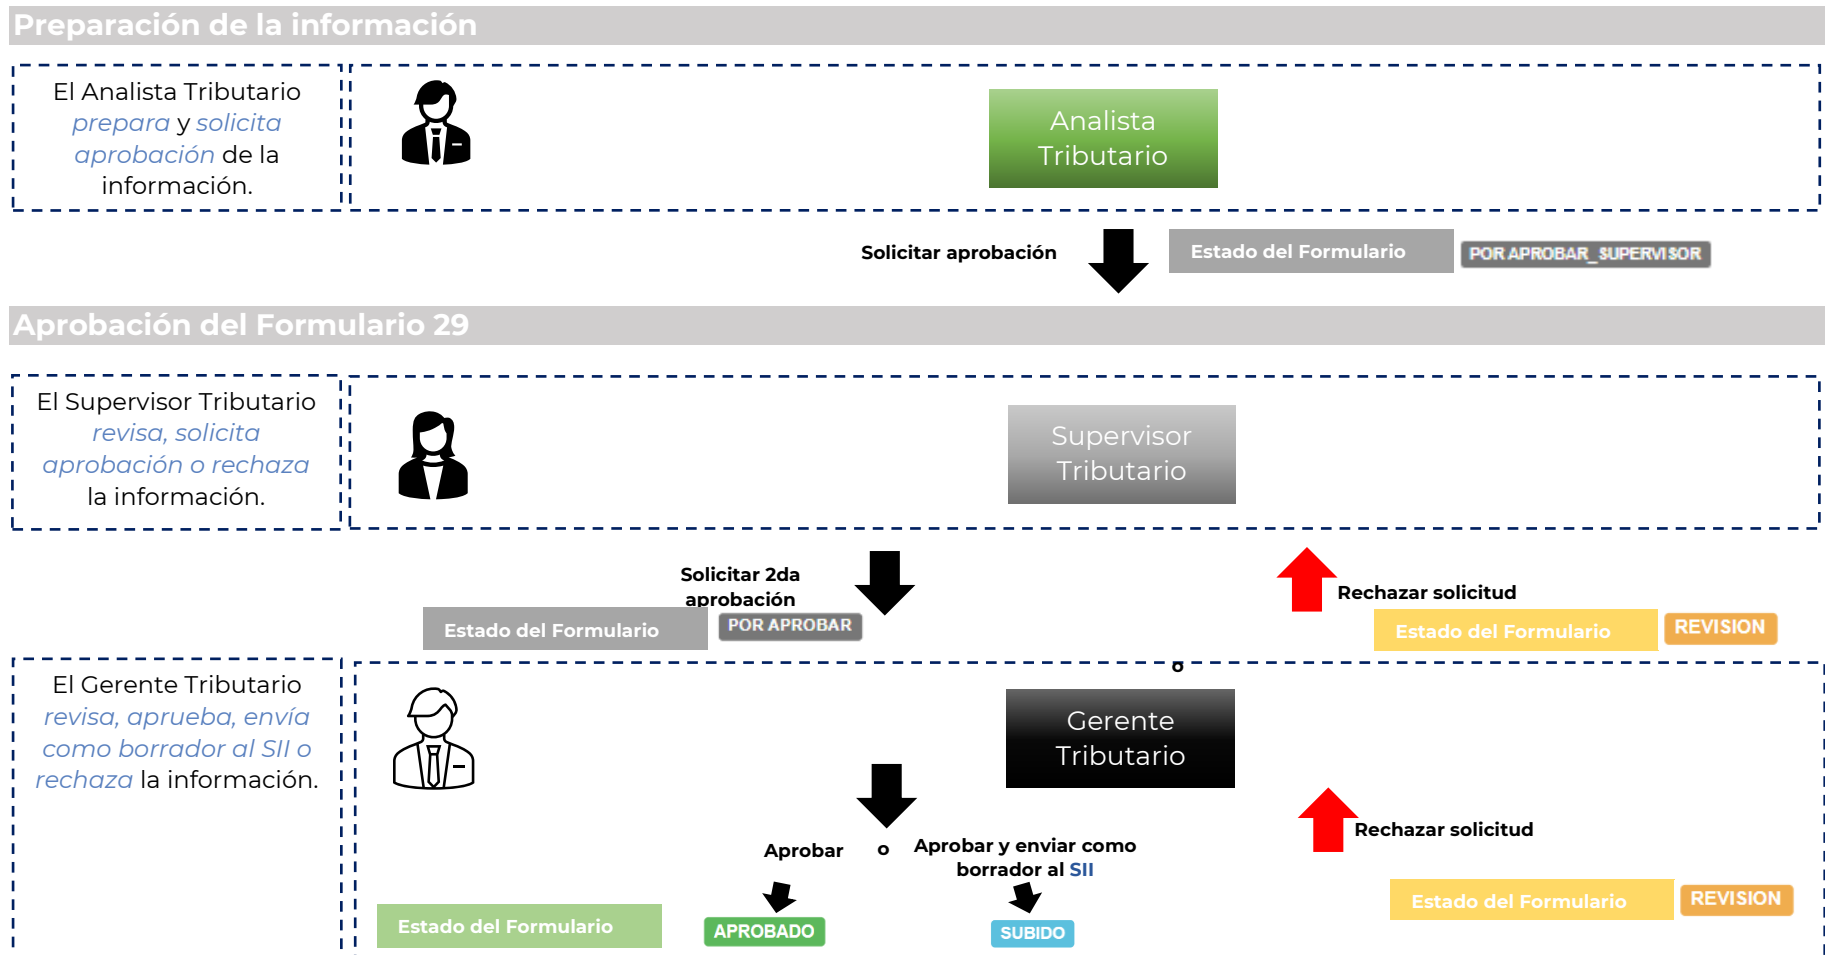 Preparación de la información
El Analista Tributario
prepara y solicita
aprobación de la
información.
Analista
Tributario
Solicitar aprobación
Estado del Formulario
POR APROBAR_SUPERVISOR
Aprobación del Formulario 29
El Supervisor Tributario
revisa, solicita
aprobación o rechaza
la información.
Supervisor
Tributario
Solicitar 2da
aprobación
Estado del Formulario
POR APROBAR
Rechazar solicitud
Estado del Formulario
REVISION
o
El Gerente Tributario
revisa, aprueba, envía
como borrador al SII o
rechaza la información.
Gerente
Tributario
Aprobar
o
Aprobar y enviar como
borrador al SII
Rechazar solicitud
Estado del Formulario
REVISION
Estado del Formulario
APROBADO
SUBIDO